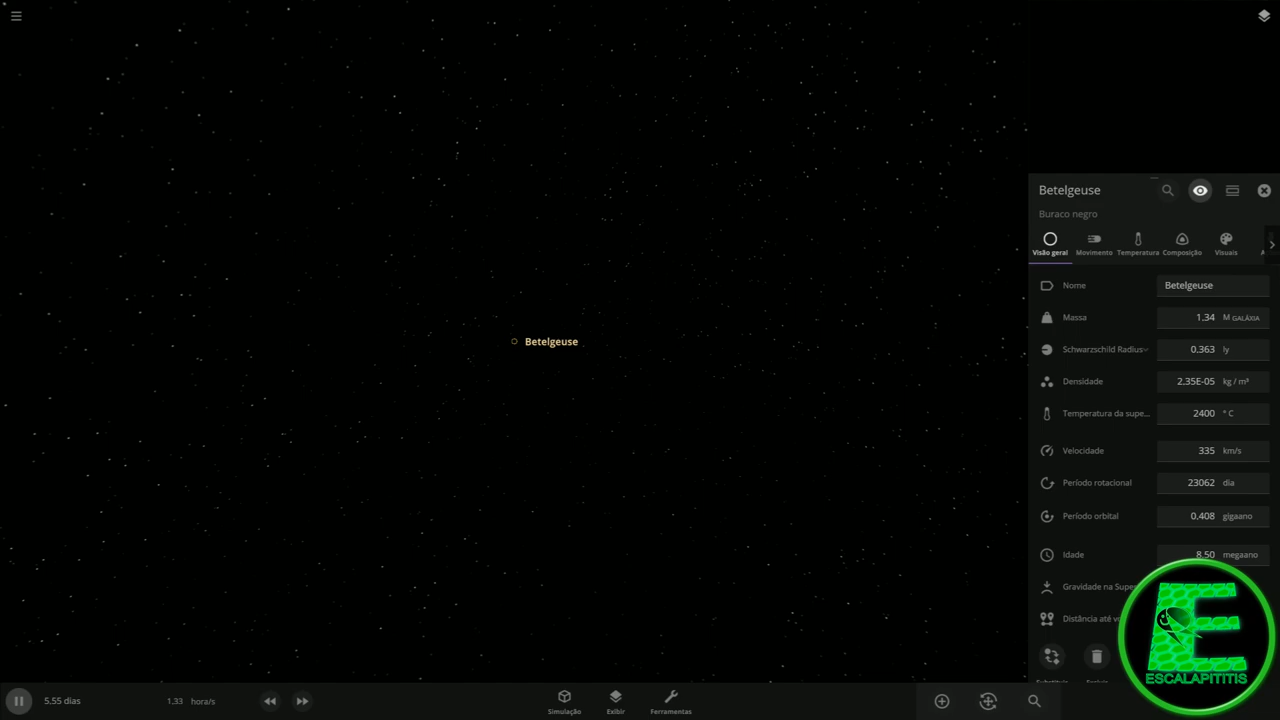 Betelgeuse
Betelgeuse
Buraco negro
Visão geral Movimento Temperatura Composição Visuais
Nome Betelgeuse
Massa 1,34 M GALÁXIA
Schwarzschild Radius 0,363 ly
Densidade 2,35E-05 kg / m³
Temperatura da supe... 2400 ° C
Velocidade 335 km/s
Período rotacional 23062 dia
Período orbital 0,408 gigaano
Idade 8,50 megaano
Gravidade na Super
Distância até
E
ESCALAPITITIS
5.55 dias 1,33 hora/s
Simulação Exibir Ferramentas